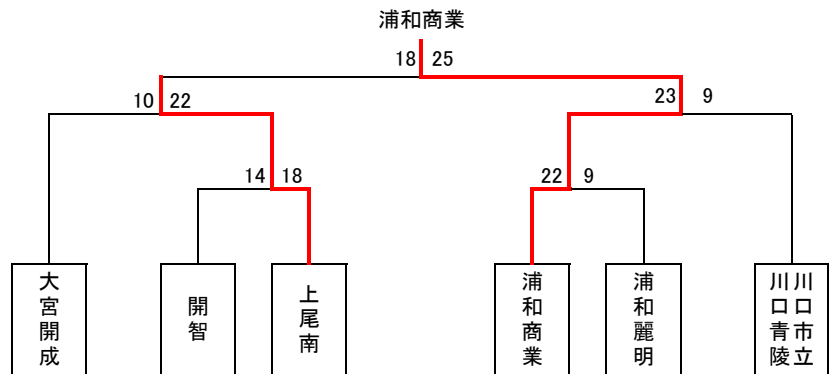 浦和商業
18 25
10 22
23 9
14 18
22 9
大宮開成
開智
上尾南
浦和商業
浦和麗明
川口市立
川口青陵